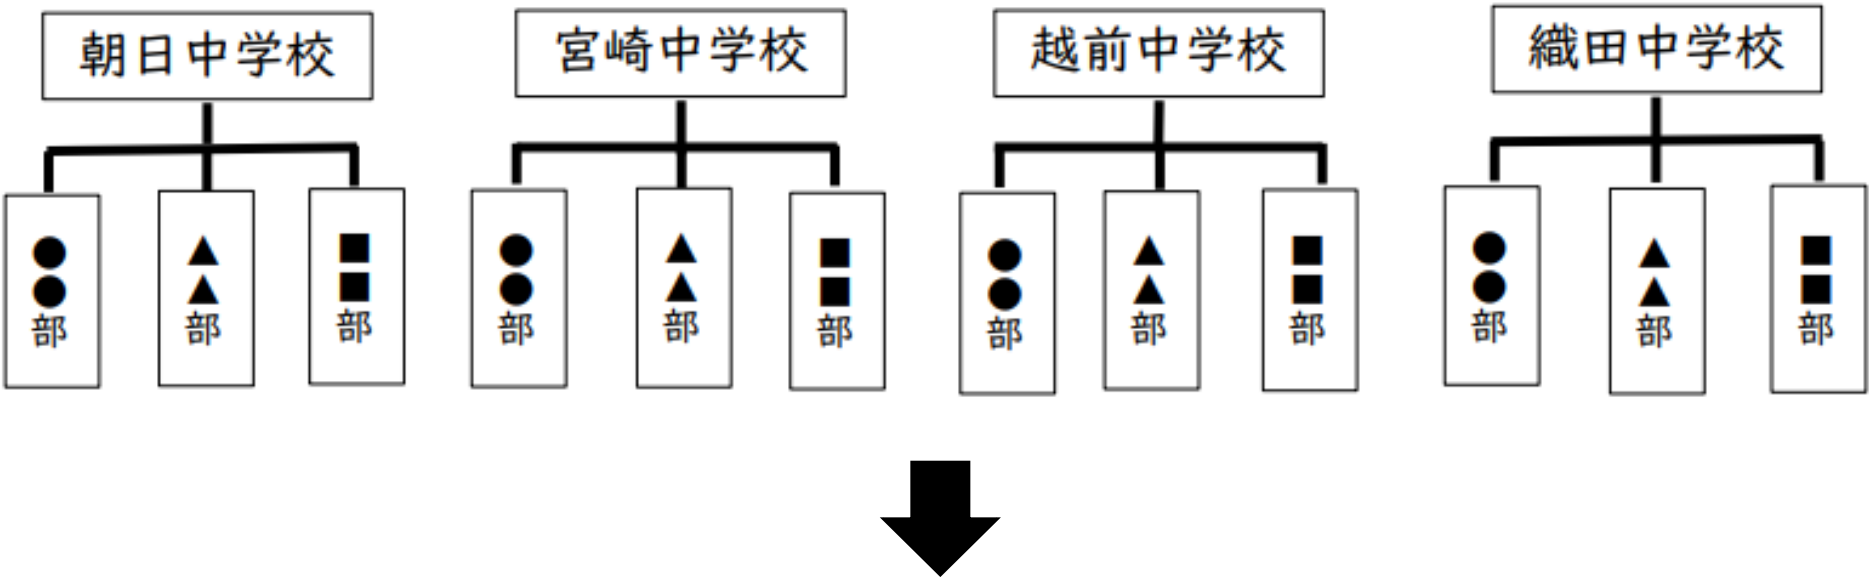 朝日中学校
宮崎中学校
越前中学校
織田中学校
●●部
▲▲部
■■部
●●部
▲▲部
■■部
●●部
▲▲部
■■部
●●部
▲▲部
■■部